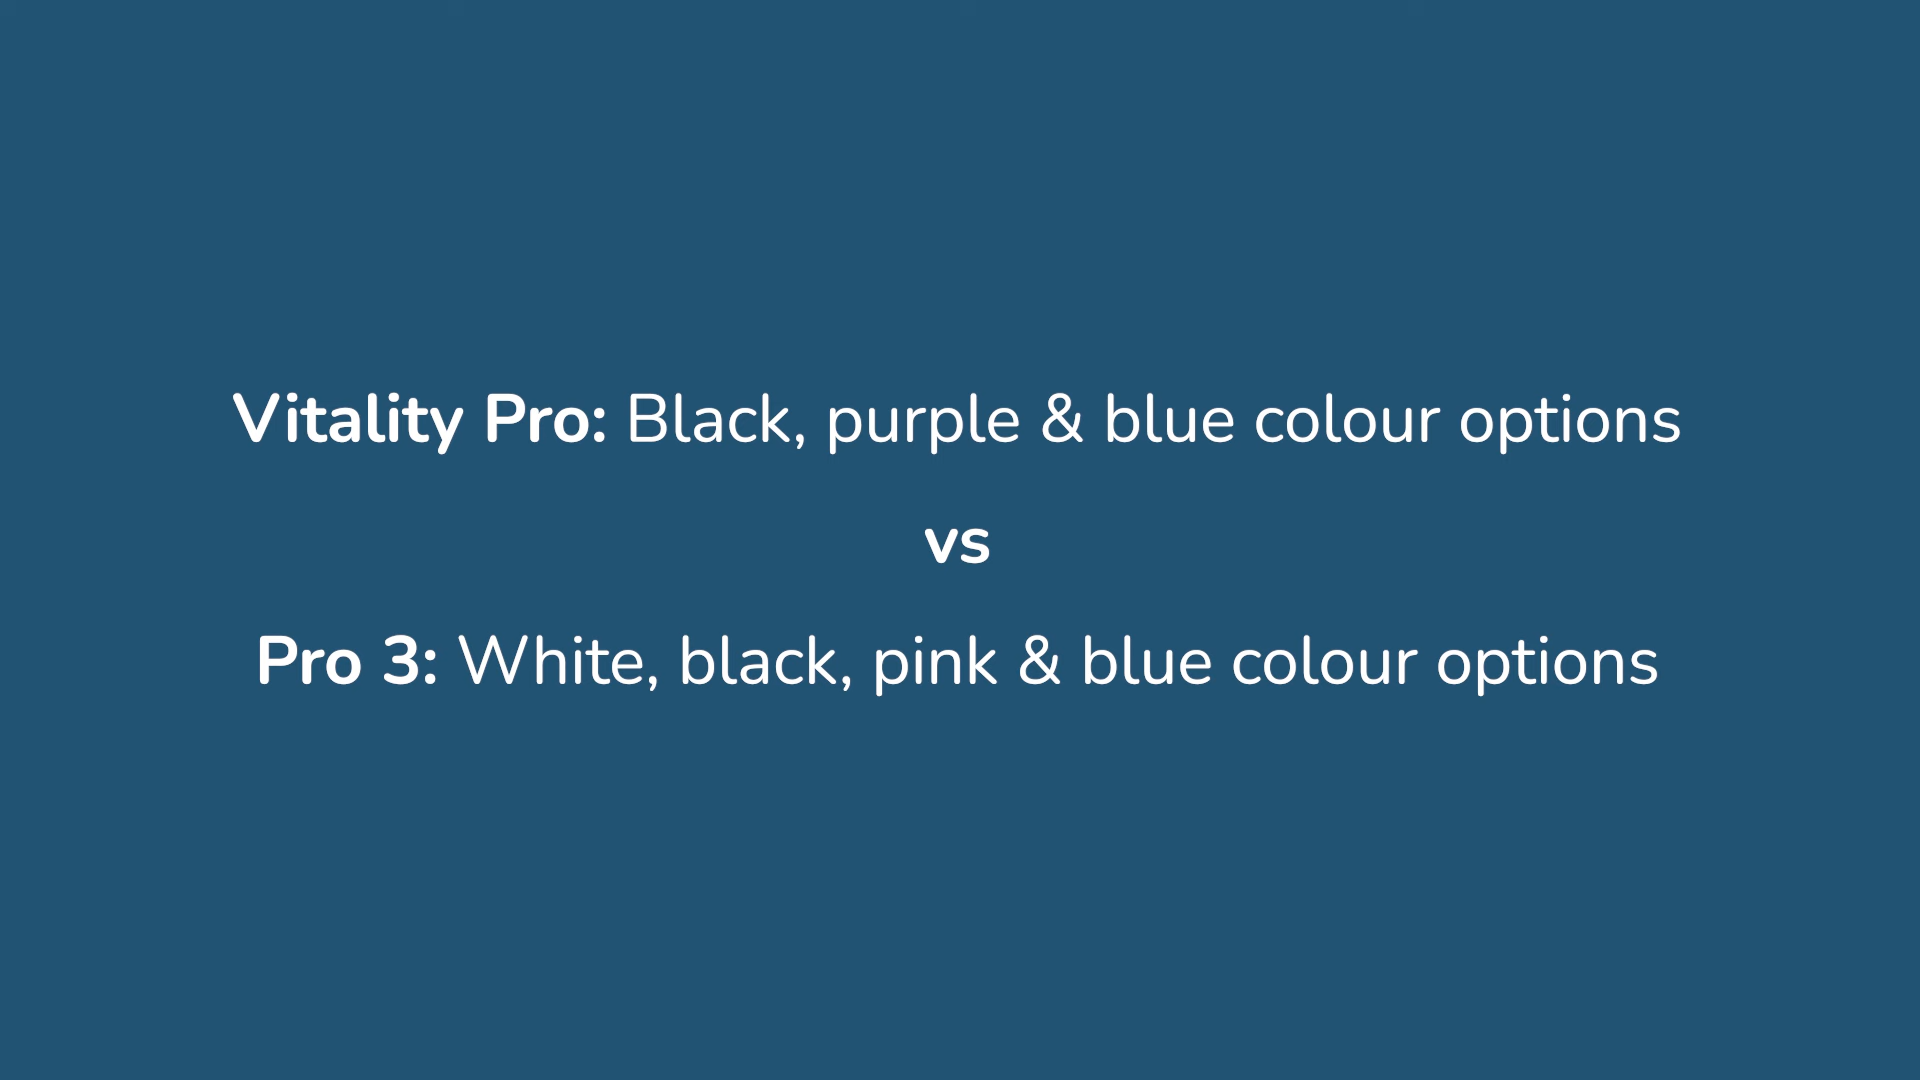 Vitality Pro: Black, purple & blue colour options
vs
Pro 3: White, black, pink & blue colour options